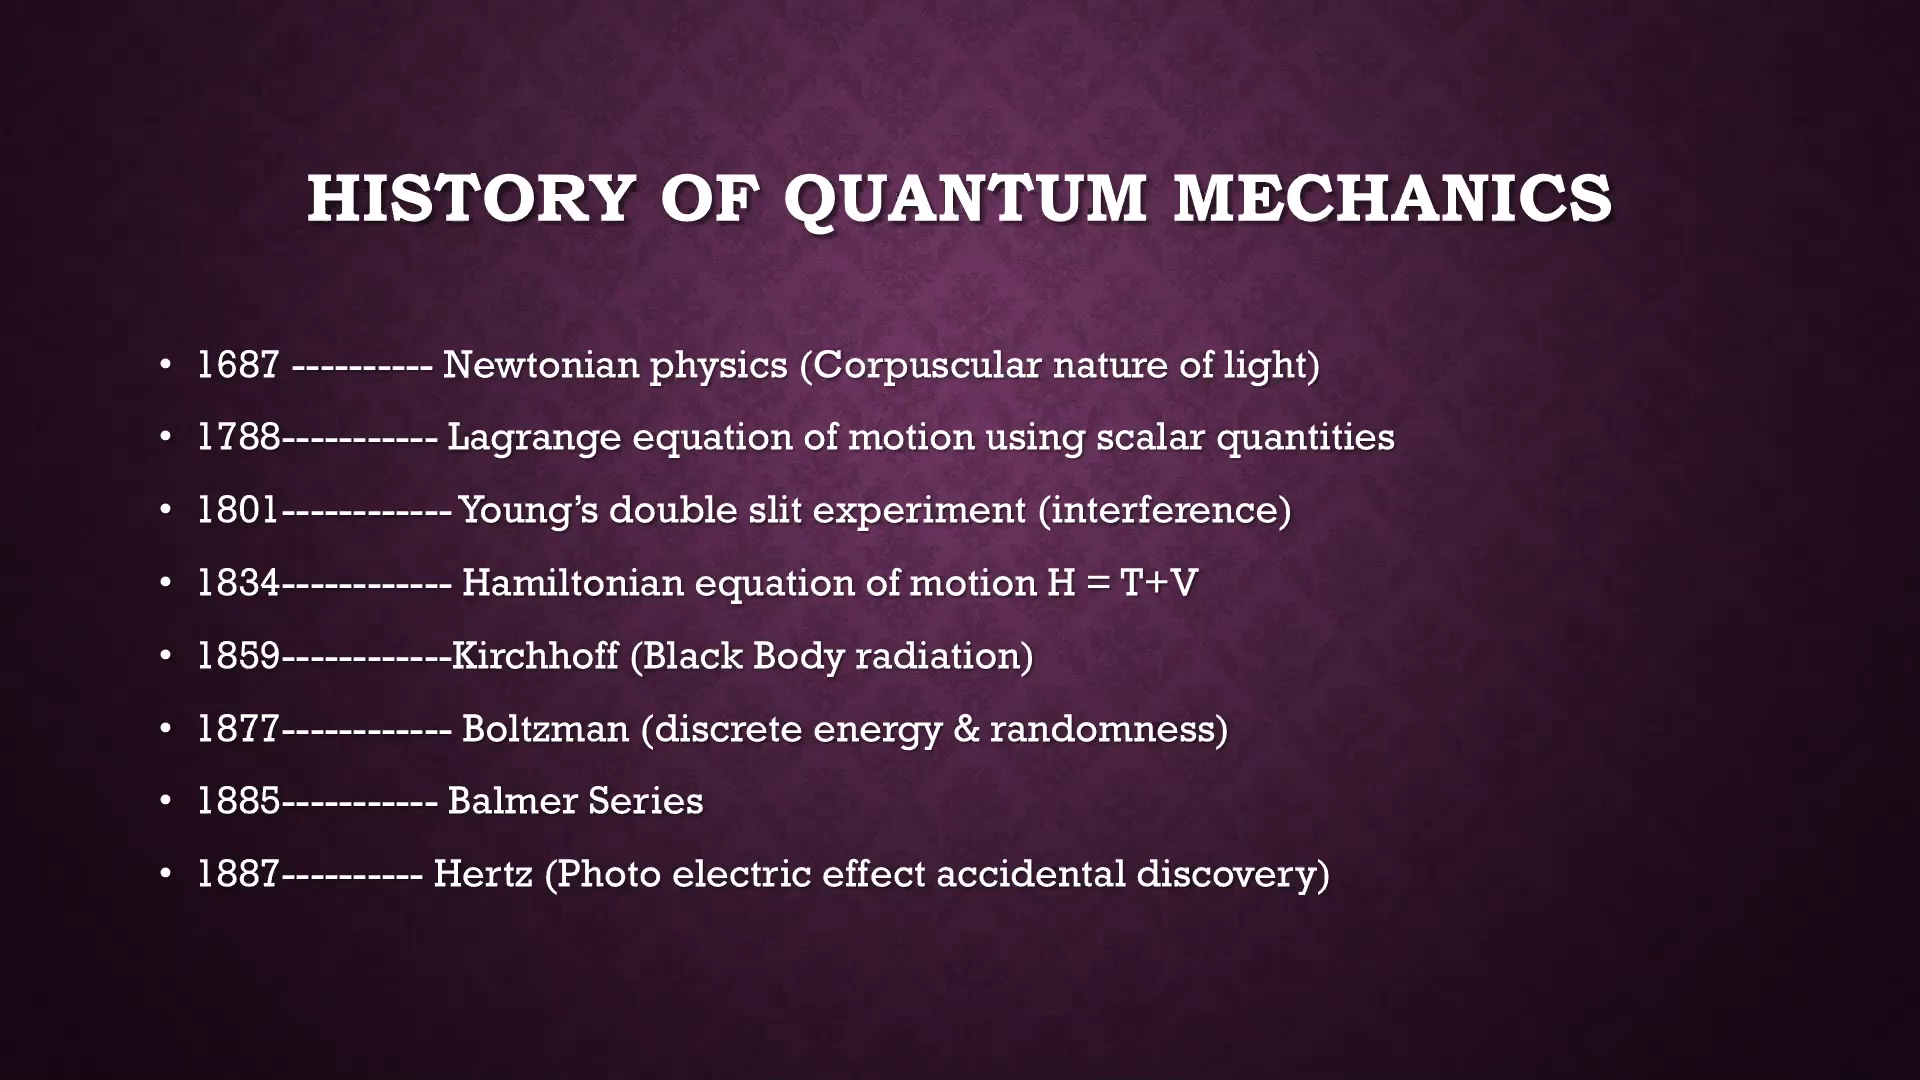 HISTORY OF QUANTUM MECHANICS
• 1687 ---------- Newtonian physics (Corpuscular nature of light)
• 1788----------- Lagrange equation of motion using scalar quantities
• 1801------------ Young’s double slit experiment (interference)
• 1834------------ Hamiltonian equation of motion H = T+V
• 1859------------Kirchhoff (Black Body radiation)
• 1877------------ Boltzman (discrete energy & randomness)
• 1885----------- Balmer Series
• 1887---------- Hertz (Photo electric effect accidental discovery)